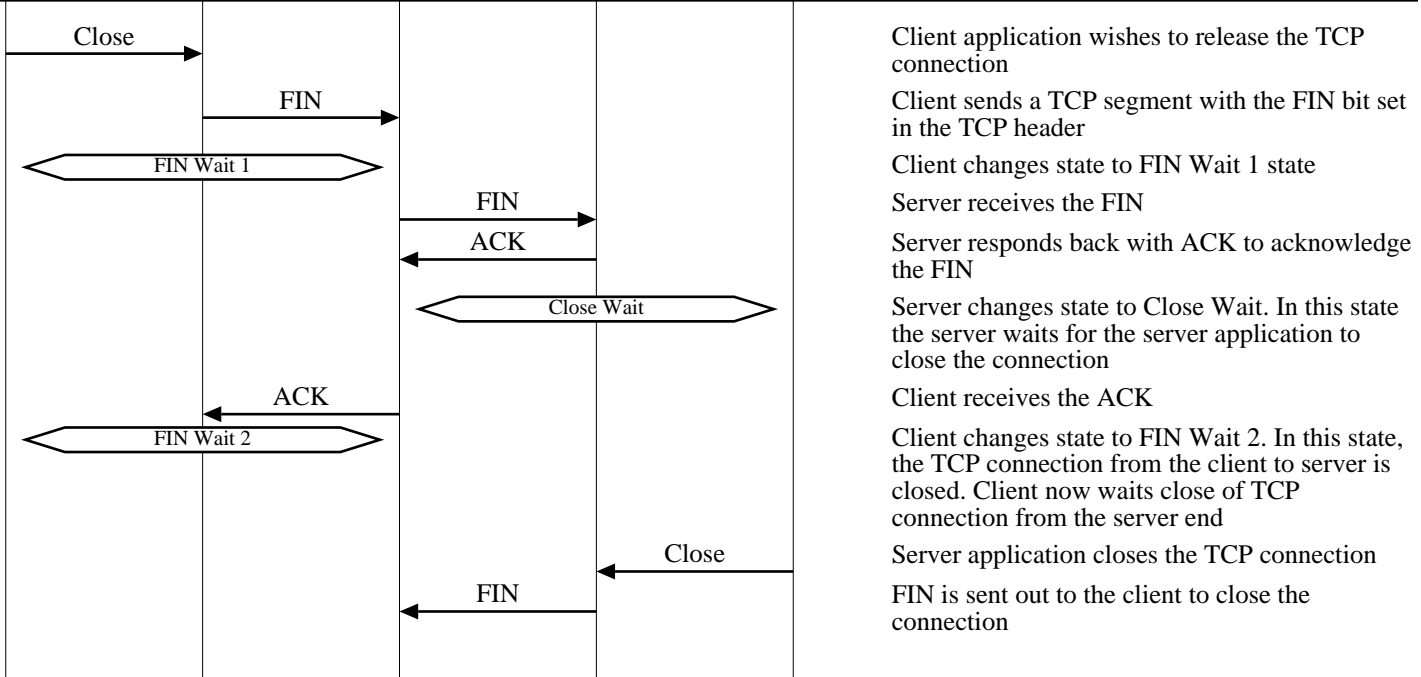 Close
Client application wishes to release the TCP
connection
FIN
Client sends a TCP segment with the FIN bit set
in the TCP header
FIN Wait 1
Client changes state to FIN Wait 1 state
FIN
Server receives the FIN
ACK
Server responds back with ACK to acknowledge
the FIN
Close Wait
Server changes state to Close Wait. In this state
the server waits for the server application to
close the connection
ACK
Client receives the ACK
FIN Wait 2
Client changes state to FIN Wait 2. In this state,
the TCP connection from the client to server is
closed. Client now waits close of TCP
connection from the server end
Close
Server application closes the TCP connection
FIN
FIN is sent out to the client to close the
connection